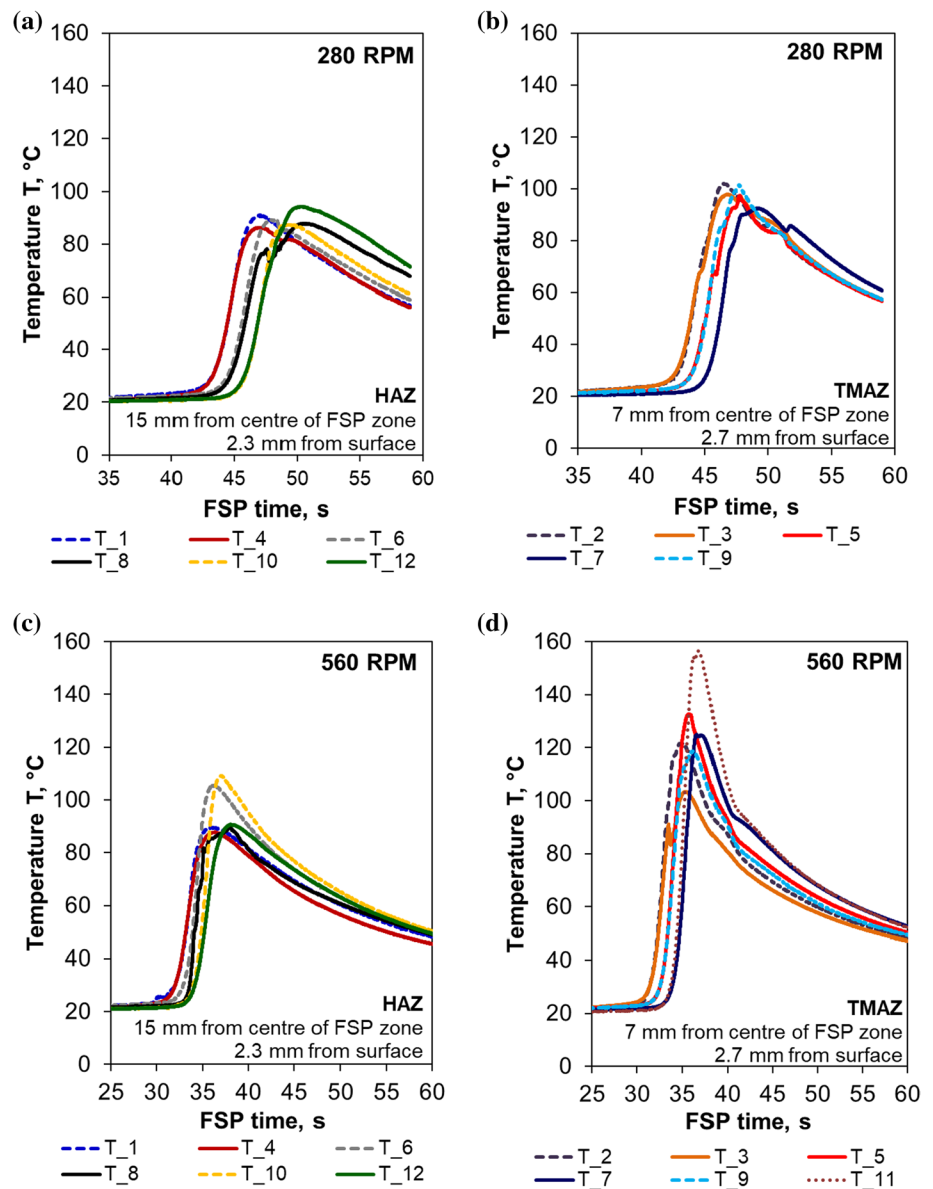 (a)
280 RPM
Temperature T, °C
160
140
120
100
80
60
40
20
0
HAZ
15 mm from centre of FSP zone
2.3 mm from surface
35 40 45 50 55 60
FSP time, s
T_1 T_4 T_6
T_8 T_10 T_12
(b)
280 RPM
Temperature T, °C
160
140
120
100
80
60
40
20
0
TMAZ
7 mm from centre of FSP zone
2.7 mm from surface
35 40 45 50 55 60
FSP time, s
T_2 T_3 T_5
T_7 T_9
(c)
560 RPM
Temperature T, °C
160
140
120
100
80
60
40
20
0
HAZ
15 mm from centre of FSP zone
2.3 mm from surface
25 30 35 40 45 50 55 60
FSP time, s
T_1 T_4 T_6
T_8 T_10 T_12
(d)
560 RPM
Temperature T, °C
160
140
120
100
80
60
40
20
0
TMAZ
7 mm from centre of FSP zone
2.7 mm from surface
25 30 35 40 45 50 55 60
FSP time, s
T_2 T_3 T_5
T_7 T_9 T_11